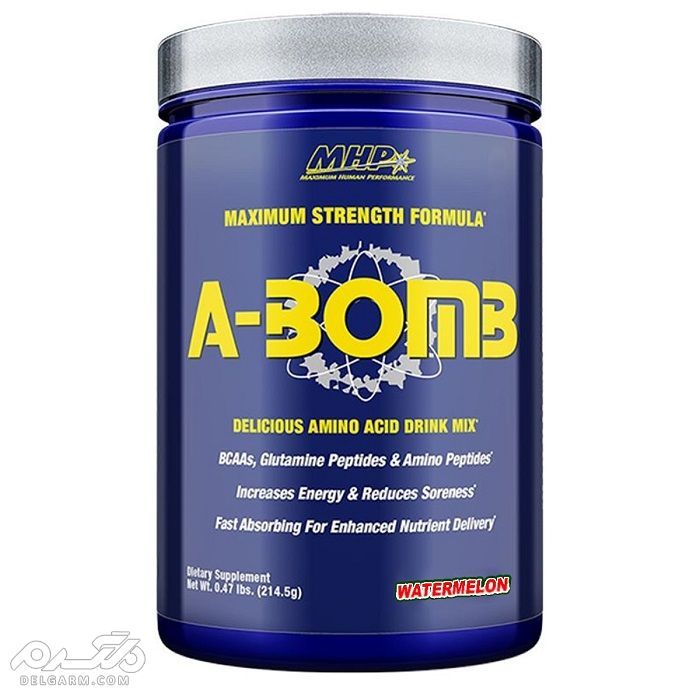 MHP
MAXIMUM HUMAN PERFORMANCE
MAXIMUM STRENGTH FORMULA*
A-BOMB
DELICIOUS AMINO ACID DRINK MIX*
BCAAs, Glutamine Peptides & Amino Peptides*
Increases Energy & Reduces Soreness*
Fast Absorbing For Enhanced Nutrient Delivery*
Dietary Supplement
Net Wt. 0.47 lbs. (214.5g)
WATERMELON
دلگرم
DELGARM.COM